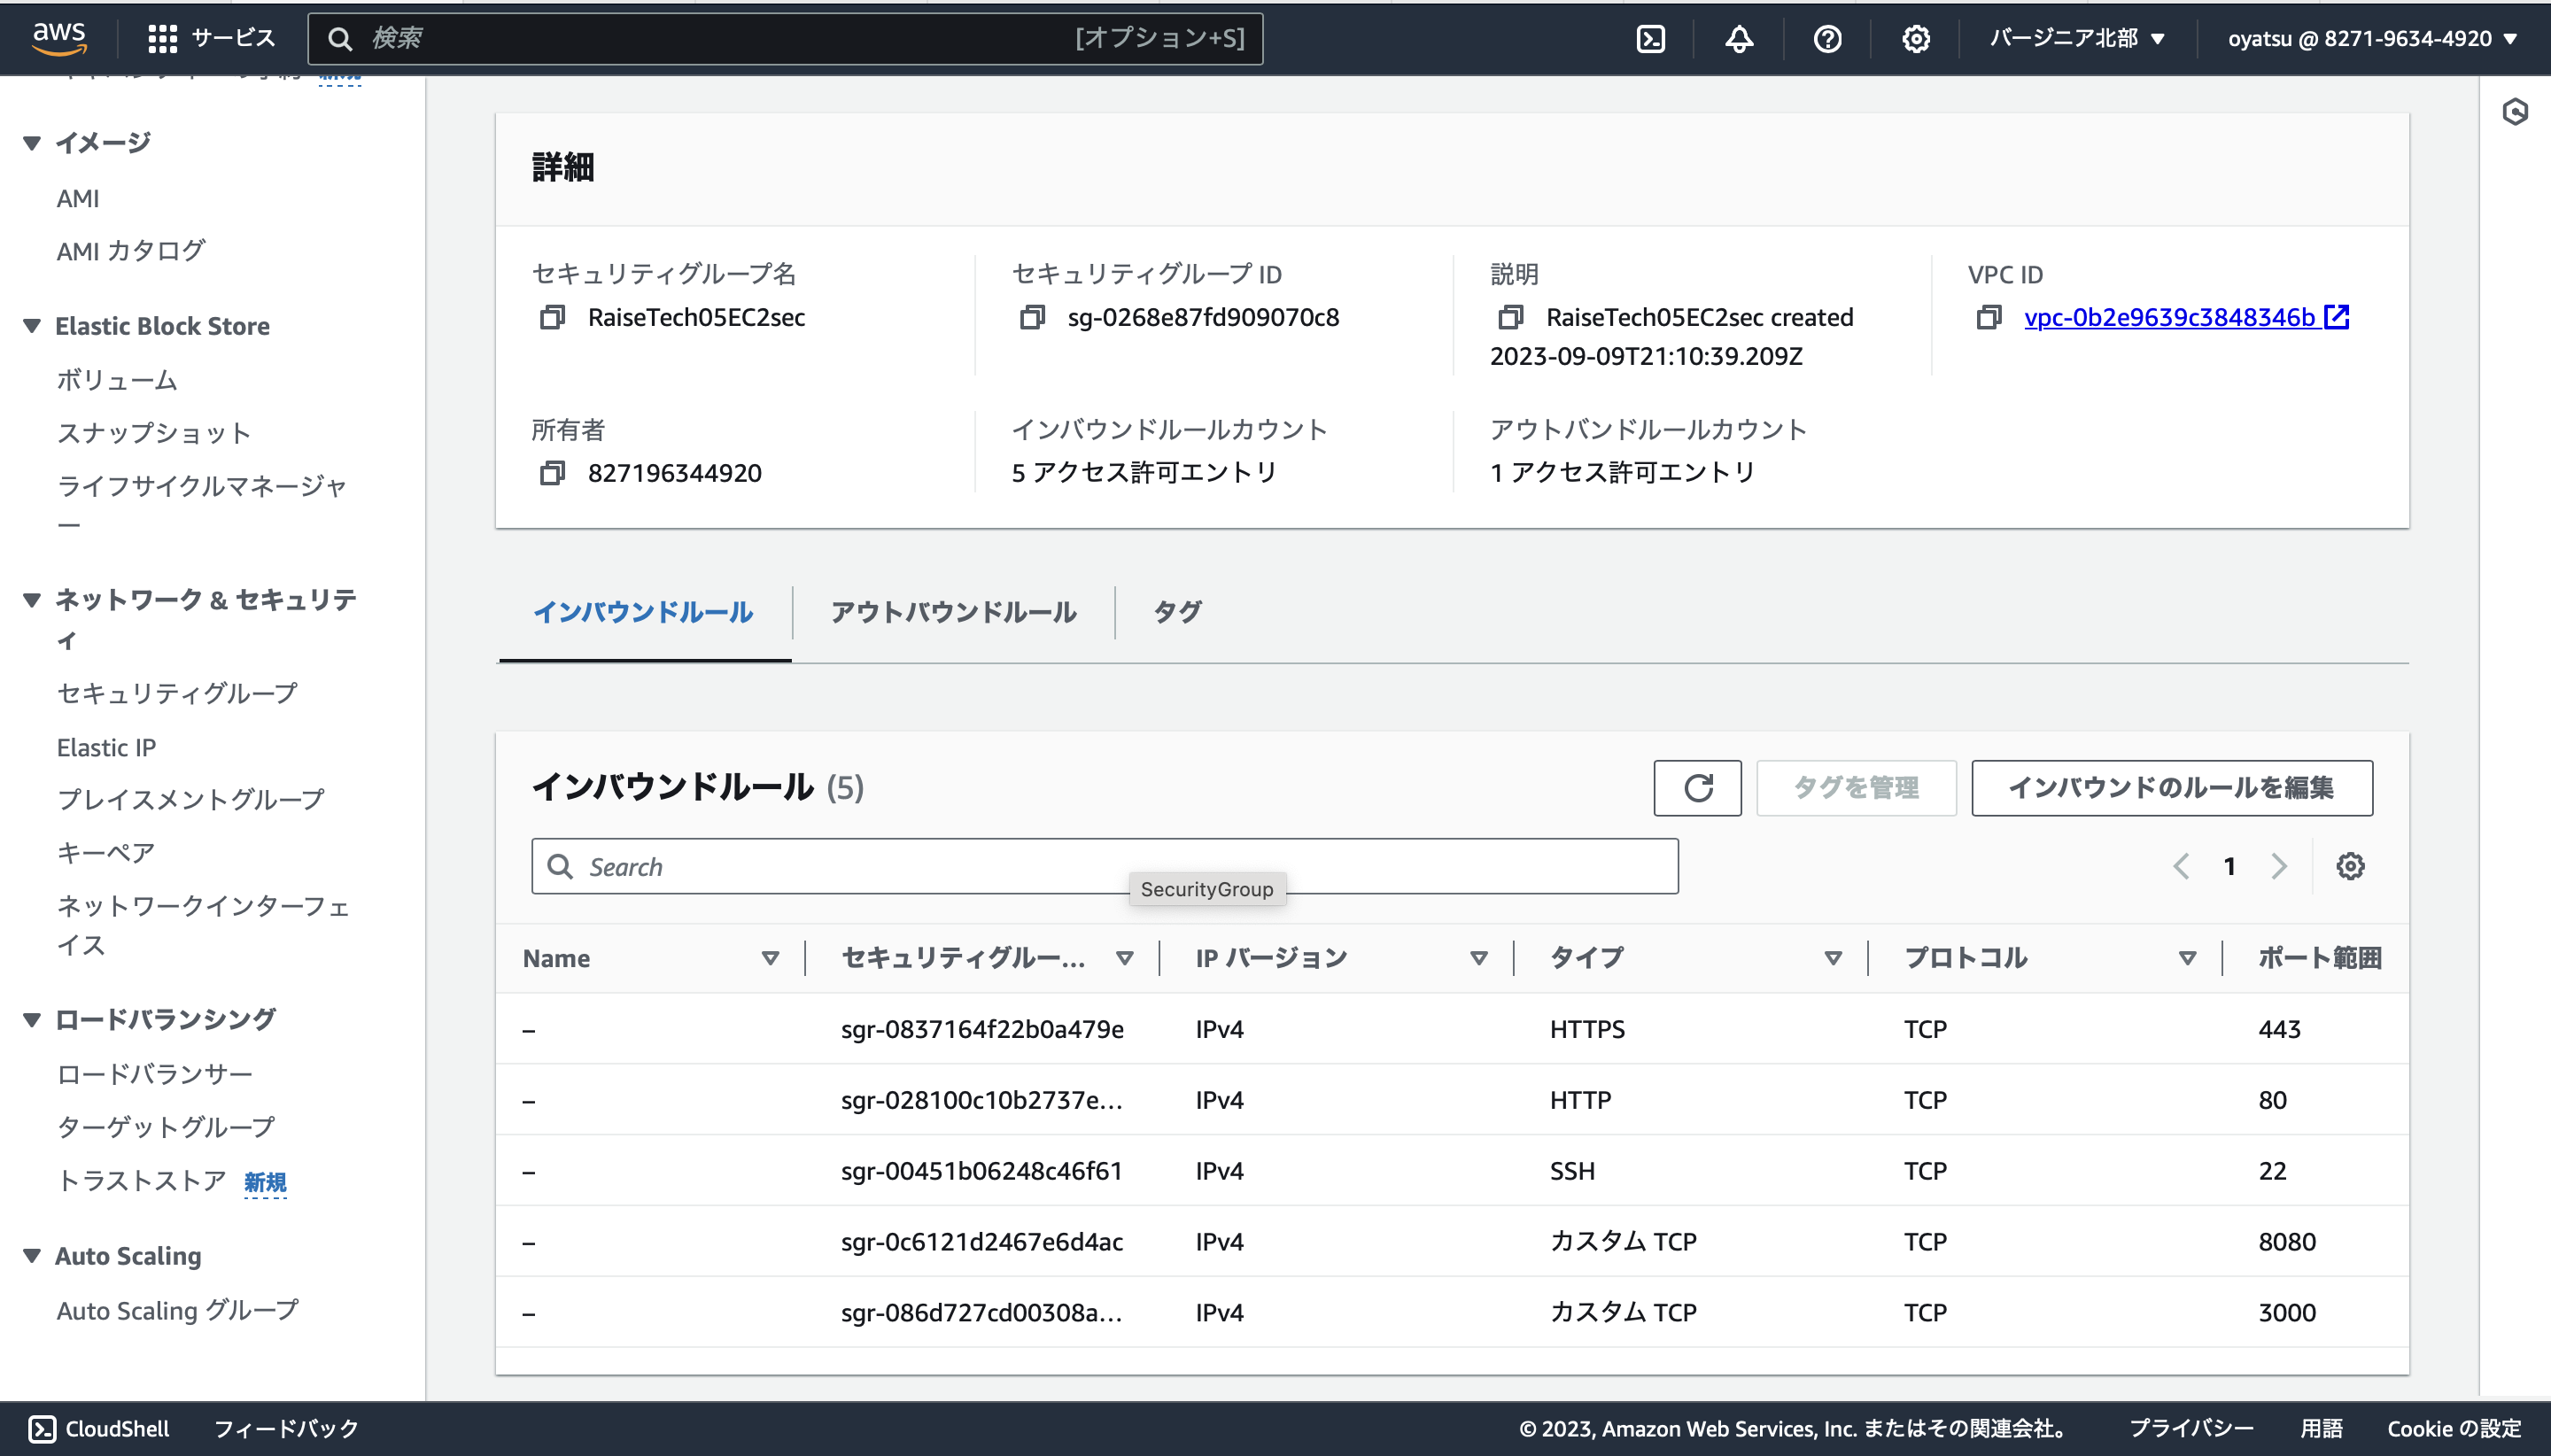 aws サービス 検索 [オプション+S] バージニア北部 oyatsu @ 8271-9634-4920
新規
イメージ
AMI
AMI カタログ
Elastic Block Store
ボリューム
スナップショット
ライフサイクルマネージャ
ー
ネットワーク & セキュリテ
ィ
セキュリティグループ
Elastic IP
プレイスメントグループ
キーペア
ネットワークインターフェ
イス
ロードバランシング
ロードバランサー
ターゲットグループ
トラストストア 新規
Auto Scaling
Auto Scaling グループ
詳細
セキュリティグループ名
RaiseTech05EC2sec
セキュリティグループ ID
sg-0268e87fd909070c8
説明
RaiseTech05EC2sec created
2023-09-09T21:10:39.209Z
VPC ID
vpc-0b2e9639c3848346b
所有者
827196344920
インバウンドルールカウント
5 アクセス許可エントリ
アウトバンドルールカウント
1 アクセス許可エントリ
インバウンドルール アウトバウンドルール タグ
インバウンドルール (5) タグを管理 インバウンドのルールを編集
Search 1
SecurityGroup
Name セキュリティグルー... IP バージョン タイプ プロトコル ポート範囲
– sgr-0837164f22b0a479e IPv4 HTTPS TCP 443
– sgr-028100c10b2737e... IPv4 HTTP TCP 80
– sgr-00451b06248c46f61 IPv4 SSH TCP 22
– sgr-0c6121d2467e6d4ac IPv4 カスタム TCP TCP 8080
– sgr-086d727cd00308a... IPv4 カスタム TCP TCP 3000
CloudShell フィードバック © 2023, Amazon Web Services, Inc. またはその関連会社。 プライバシー 用語 Cookie の設定